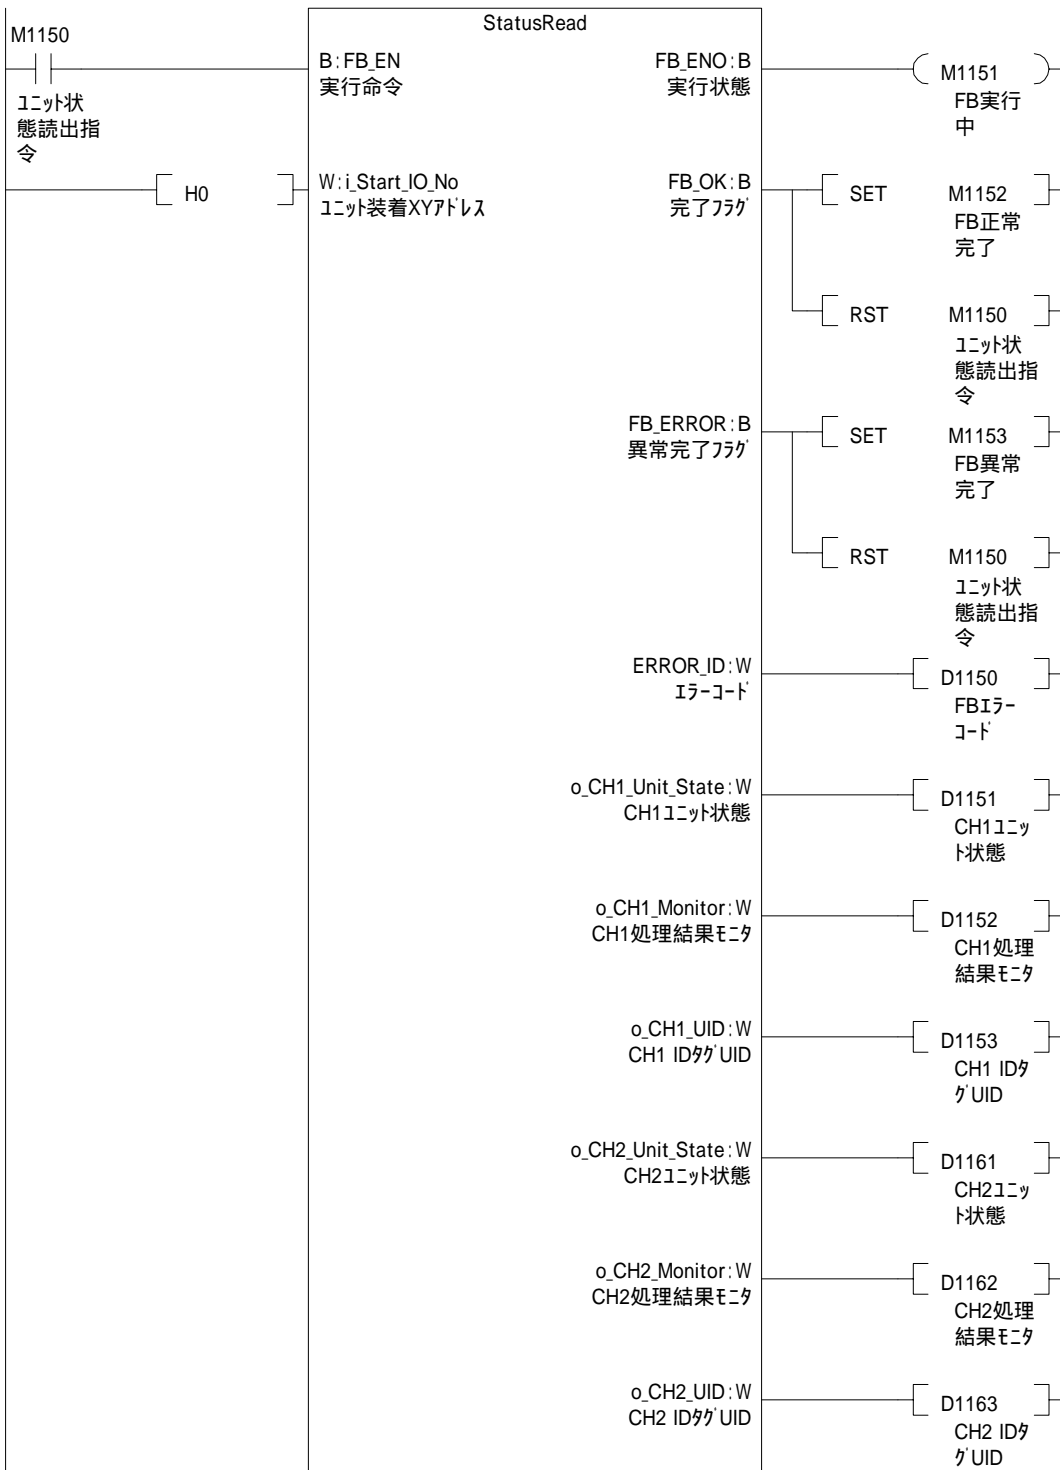 StatusRead
M1150
B:FB_EN
FB_ENO:B
M1151
実行命令
実行状態
FB実行
中
ﾕﾆｯﾄ状
態読出指
令
H0
W:i_Start_IO_No
FB_OK:B
SET
M1152
ﾕﾆｯﾄ装着XYｱﾄﾞﾚｽ
完了ﾌﾗｸﾞ
FB正常
完了
RST
M1150
ﾕﾆｯﾄ状
態読出指
令
FB_ERROR:B
SET
M1153
異常完了ﾌﾗｸﾞ
FB異常
完了
RST
M1150
ﾕﾆｯﾄ状
態読出指
令
ERROR_ID:W
D1150
ｴﾗｰｺｰﾄﾞ
FBｴﾗｰ
ｺｰﾄﾞ
o_CH1_Unit_State:W
D1151
CH1ﾕﾆｯﾄ状態
CH1ﾕﾆｯ
ﾄ状態
o_CH1_Monitor:W
D1152
CH1処理結果ﾓﾆﾀ
CH1処理
結果ﾓﾆﾀ
o_CH1_UID:W
D1153
CH1 IDﾀｸﾞUID
CH1 IDﾀ
ｸﾞUID
o_CH2_Unit_State:W
D1161
CH2ﾕﾆｯﾄ状態
CH2ﾕﾆｯ
ﾄ状態
o_CH2_Monitor:W
D1162
CH2処理結果ﾓﾆﾀ
CH2処理
結果ﾓﾆﾀ
o_CH2_UID:W
D1163
CH2 IDﾀｸﾞUID
CH2 IDﾀ
ｸﾞUID